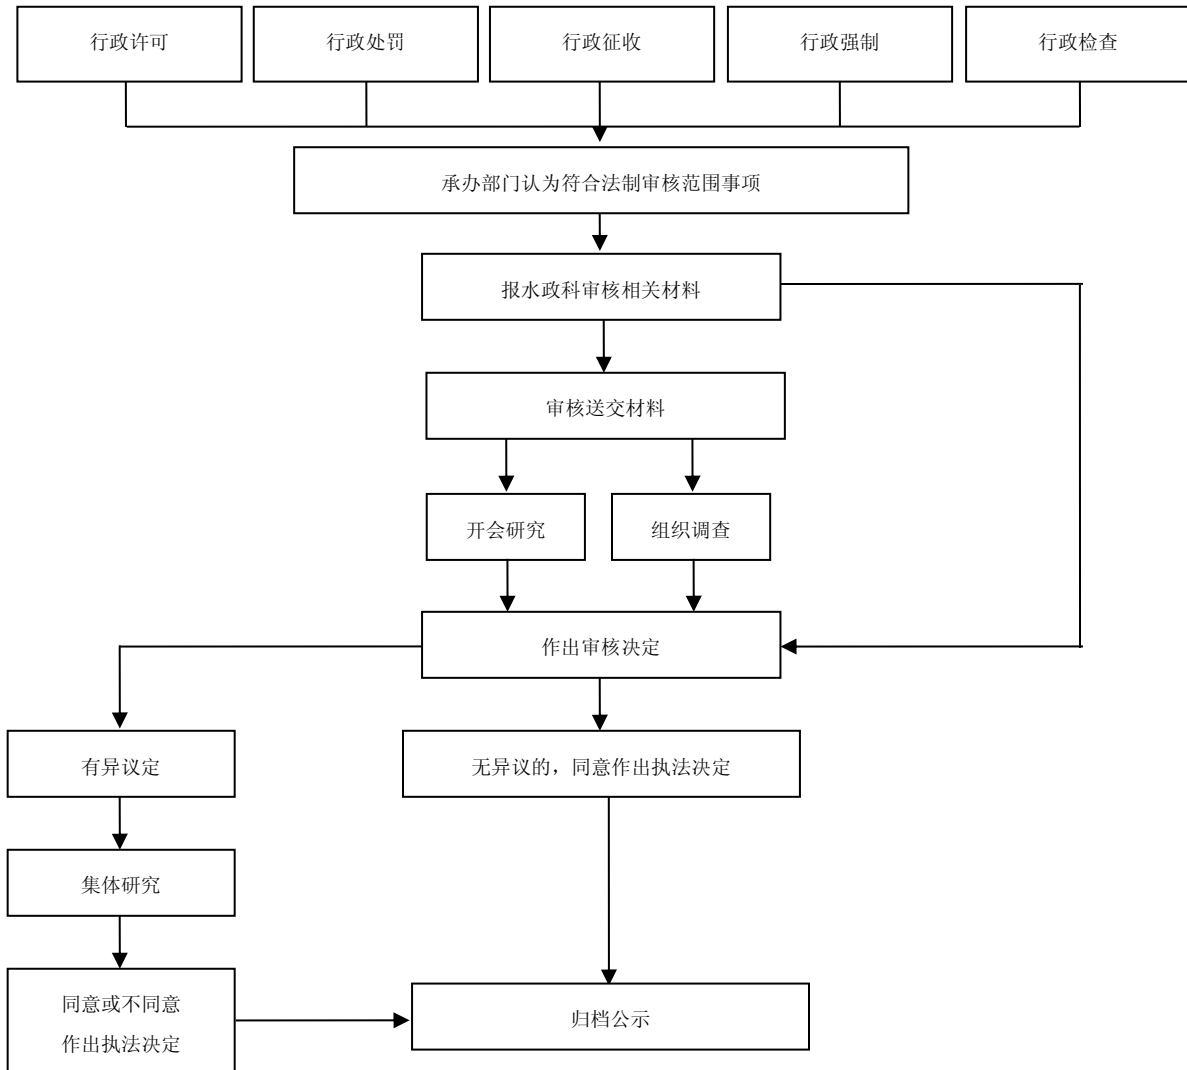 行政许可
行政处罚
行政征收
行政强制
行政检查
承办部门认为符合法制审核范围事项
报水政科审核相关材料
审核送交材料
开会研究
组织调查
作出审核决定
有异议定
无异议的，同意作出执法决定
集体研究
同意或不同意
作出执法决定
归档公示